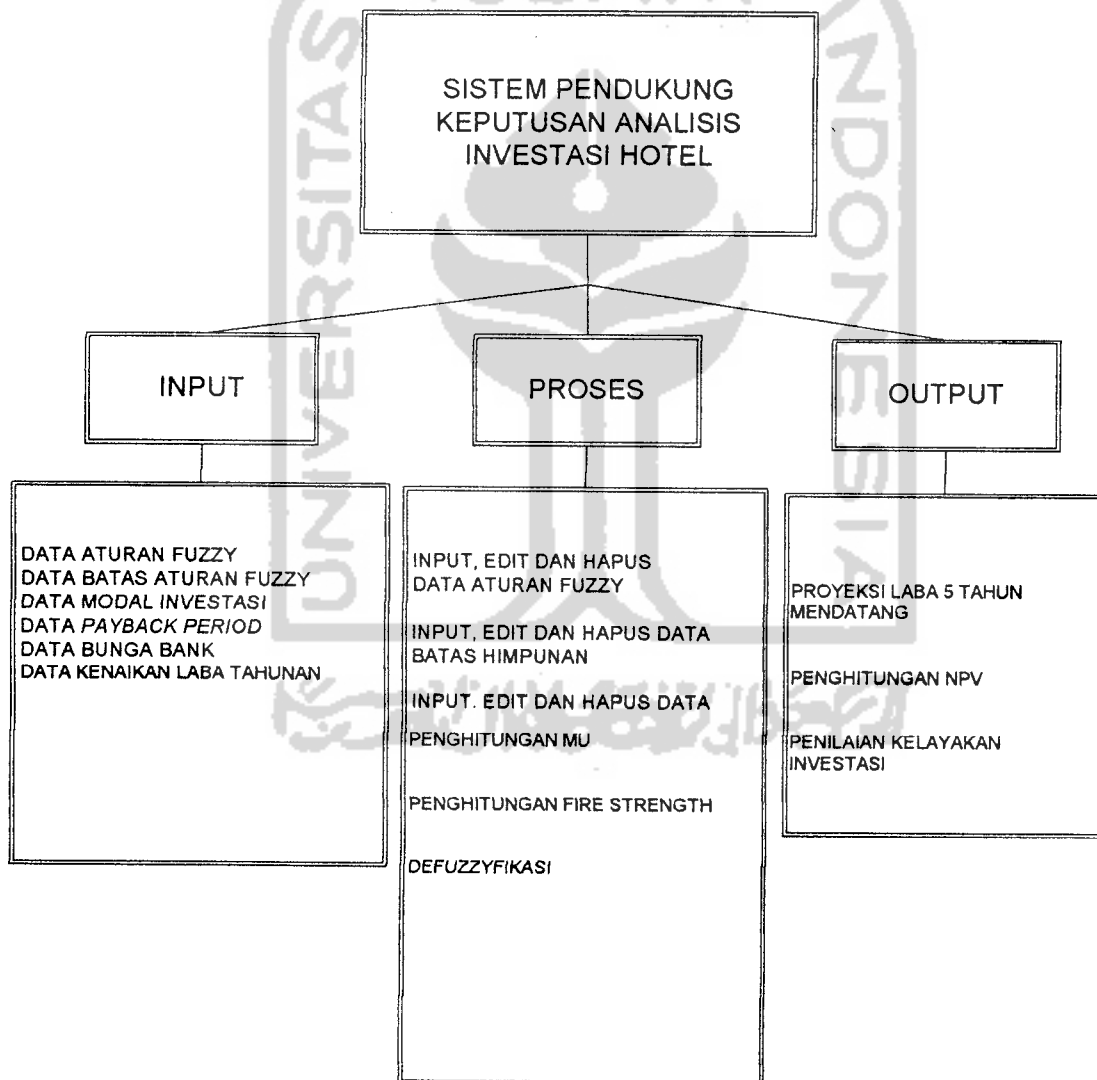 SISTEM PENDUKUNG
KEPUTUSAN ANALISIS
INVESTASI HOTEL
INPUT
PROSES
OUTPUT
DATA ATURAN FUZZY
DATA BATAS ATURAN FUZZY
DATA MODAL INVESTASI
DATA PAYBACK PERIOD
DATA BUNGA BANK
DATA KENAIKAN LABA TAHUNAN
INPUT, EDIT DAN HAPUS
DATA ATURAN FUZZY
INPUT, EDIT DAN HAPUS DATA
BATAS HIMPUNAN
INPUT. EDIT DAN HAPUS DATA
PENGHITUNGAN MU
PENGHITUNGAN FIRE STRENGTH
DEFUZZYFIKASI
PROYEKSI LABA 5 TAHUN
MENDATANG
PENGHITUNGAN NPV
PENILAIAN KELAYAKAN
INVESTASI
UNIVERSITAS
INDONESIA